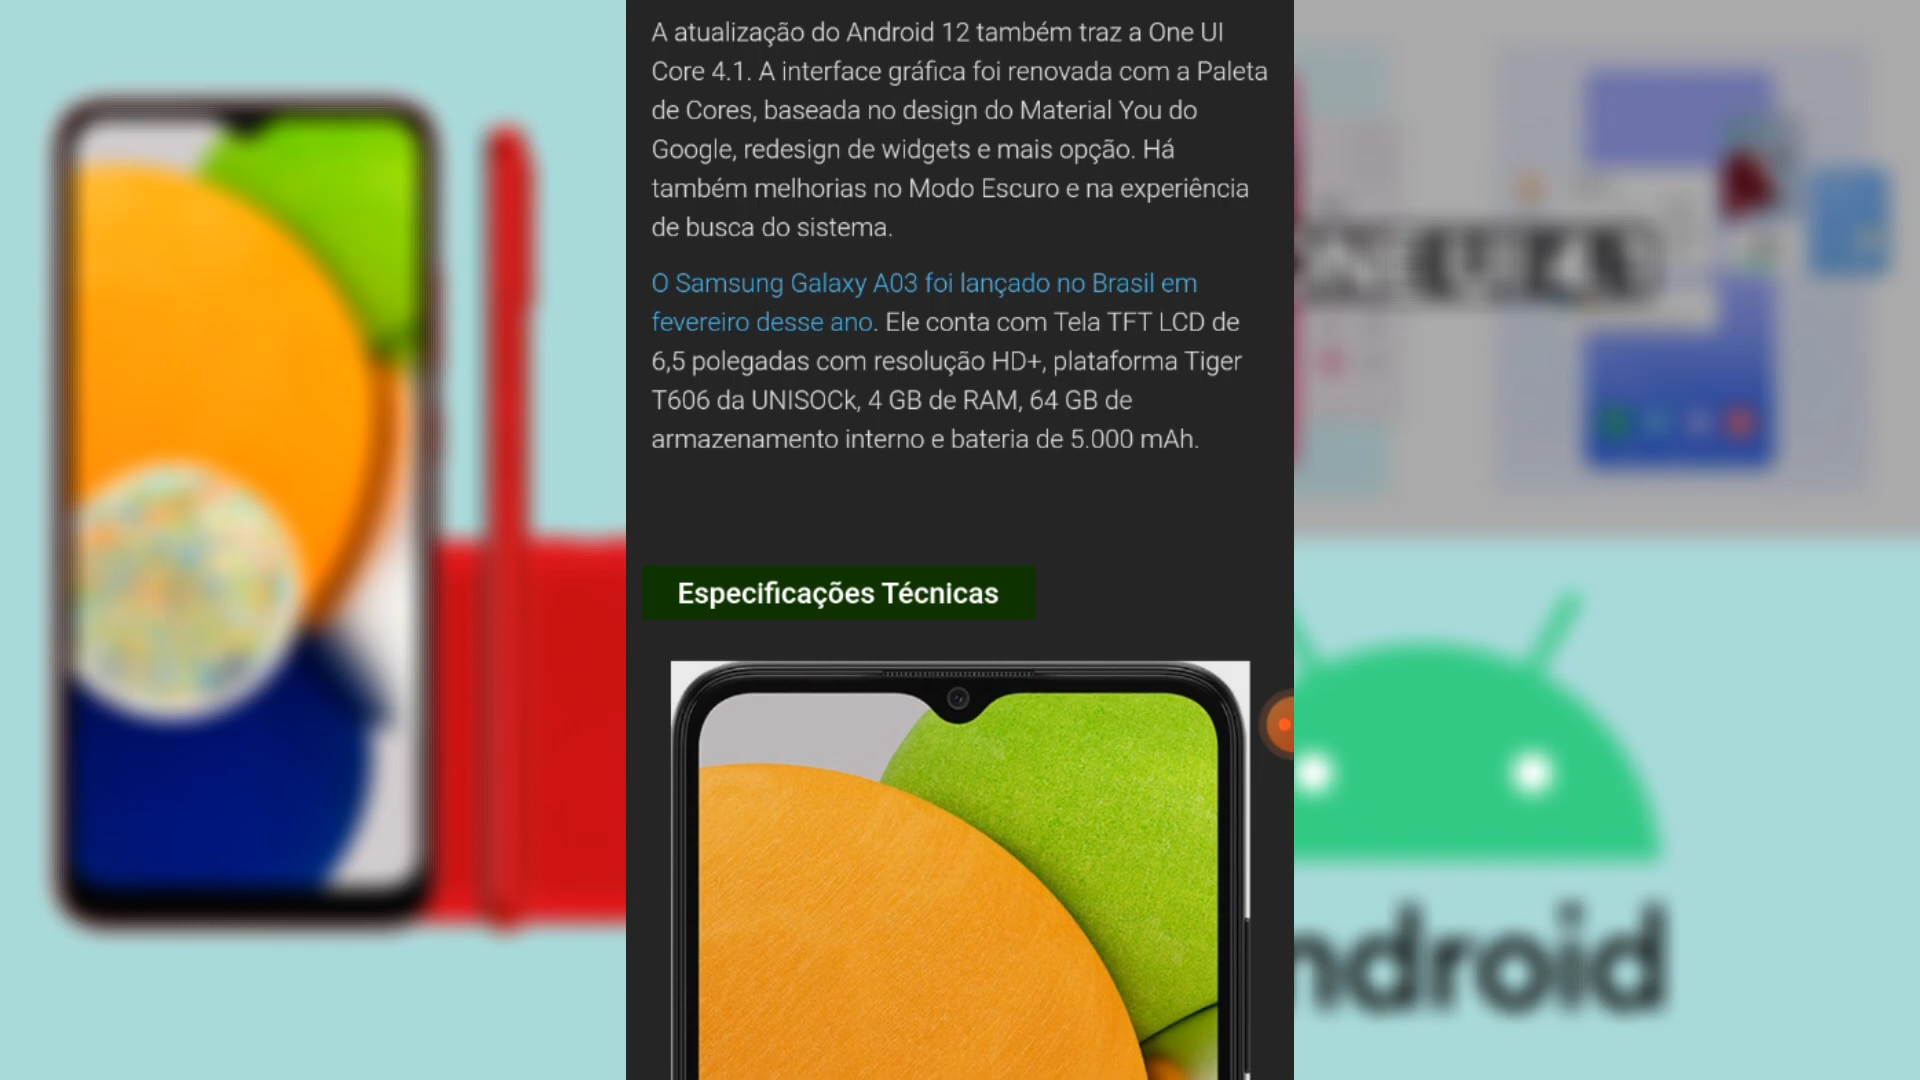 A atualização do Android 12 também traz a One UI
Core 4.1. A interface gráfica foi renovada com a Paleta
de Cores, baseada no design do Material You do
Google, redesign de widgets e mais opção. Há
também melhorias no Modo Escuro e na experiência
de busca do sistema.
O Samsung Galaxy A03 foi lançado no Brasil em
fevereiro desse ano. Ele conta com Tela TFT LCD de
6,5 polegadas com resolução HD+, plataforma Tiger
T606 da UNISOCk, 4 GB de RAM, 64 GB de
armazenamento interno e bateria de 5.000 mAh.
Especificações Técnicas
ndroid